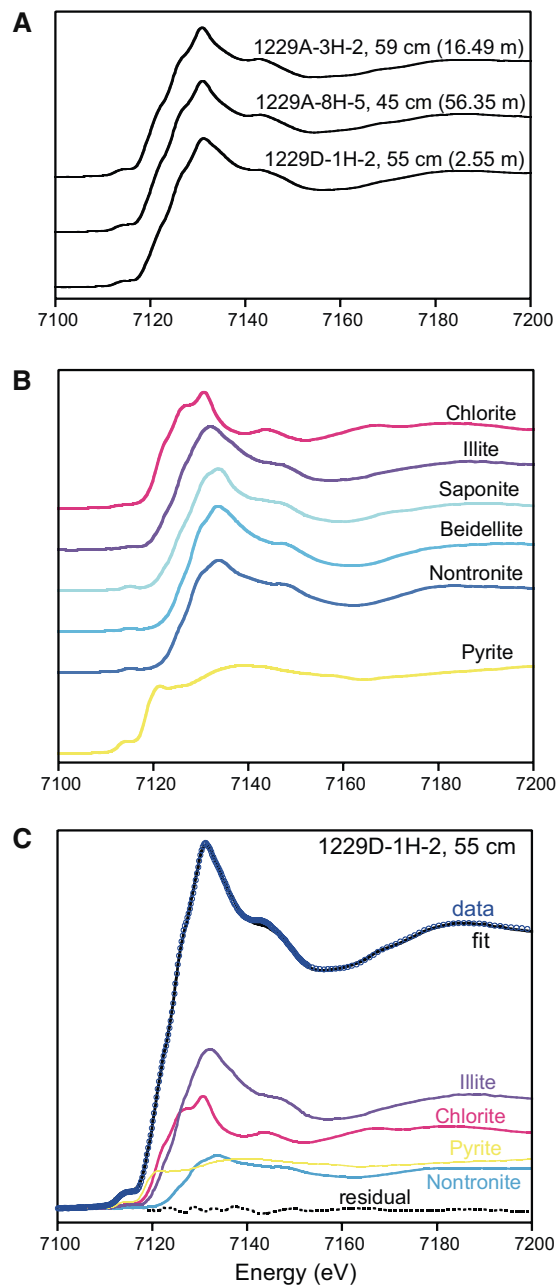 A
1229A-3H-2, 59 cm (16.49 m)
1229A-8H-5, 45 cm (56.35 m)
1229D-1H-2, 55 cm (2.55 m)
7100 7120 7140 7160 7180 7200
B
Chlorite
Illite
Saponite
Beidellite
Nontronite
Pyrite
7100 7120 7140 7160 7180 7200
C
1229D-1H-2, 55 cm
data
fit
Illite
Chlorite
Pyrite
Nontronite
residual
7100 7120 7140 7160 7180 7200
Energy (eV)